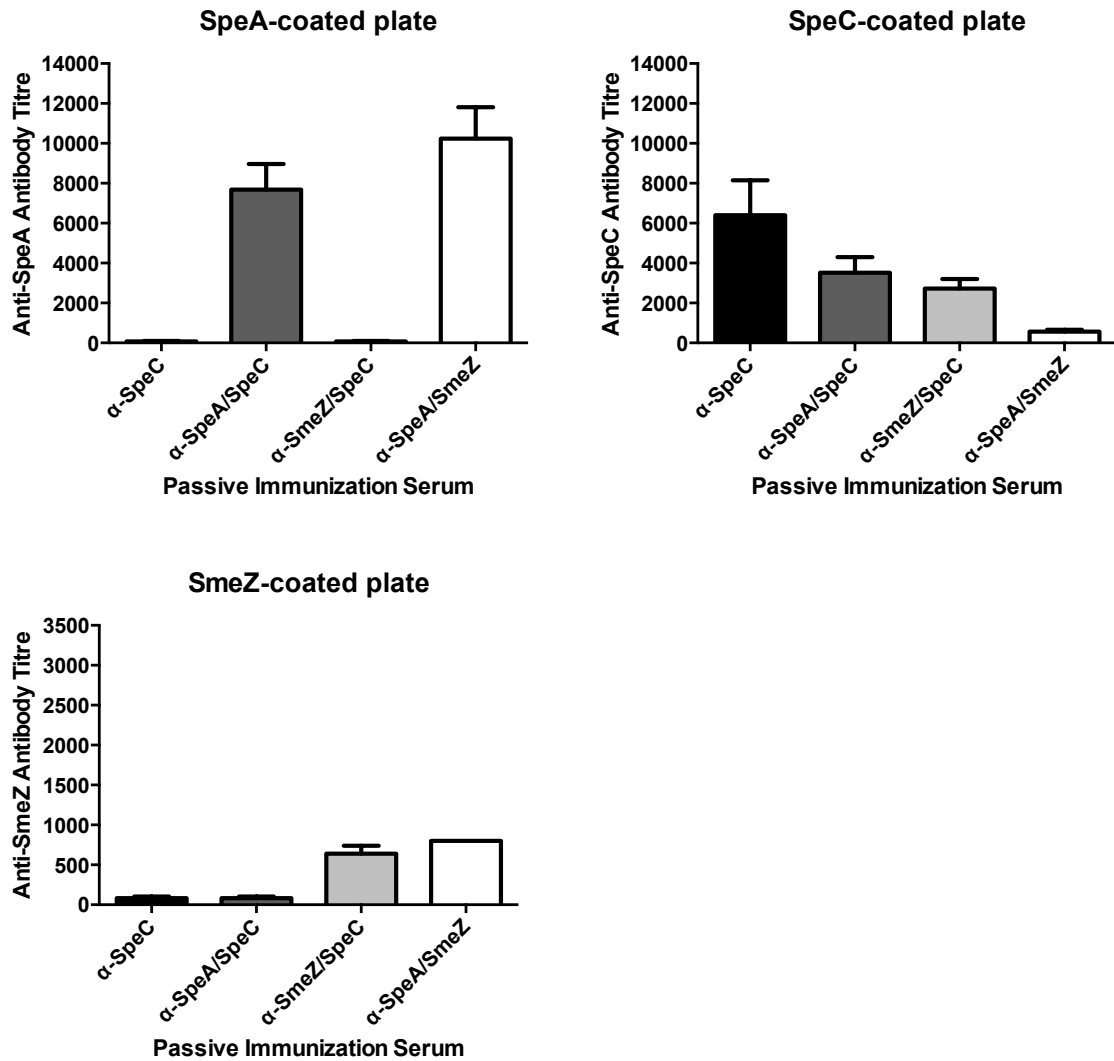 SpeA-coated plate
Anti-SpeA Antibody Titre
14000
12000
10000
8000
6000
4000
2000
0
α-SpeC
α-SpeA/SpeC
α-SmeZ/SpeC
α-SpeA/SmeZ
Passive Immunization Serum
SpeC-coated plate
Anti-SpeC Antibody Titre
14000
12000
10000
8000
6000
4000
2000
0
α-SpeC
α-SpeA/SpeC
α-SmeZ/SpeC
α-SpeA/SmeZ
Passive Immunization Serum
SmeZ-coated plate
Anti-SmeZ Antibody Titre
3500
3000
2500
2000
1500
1000
500
0
α-SpeC
α-SpeA/SpeC
α-SmeZ/SpeC
α-SpeA/SmeZ
Passive Immunization Serum